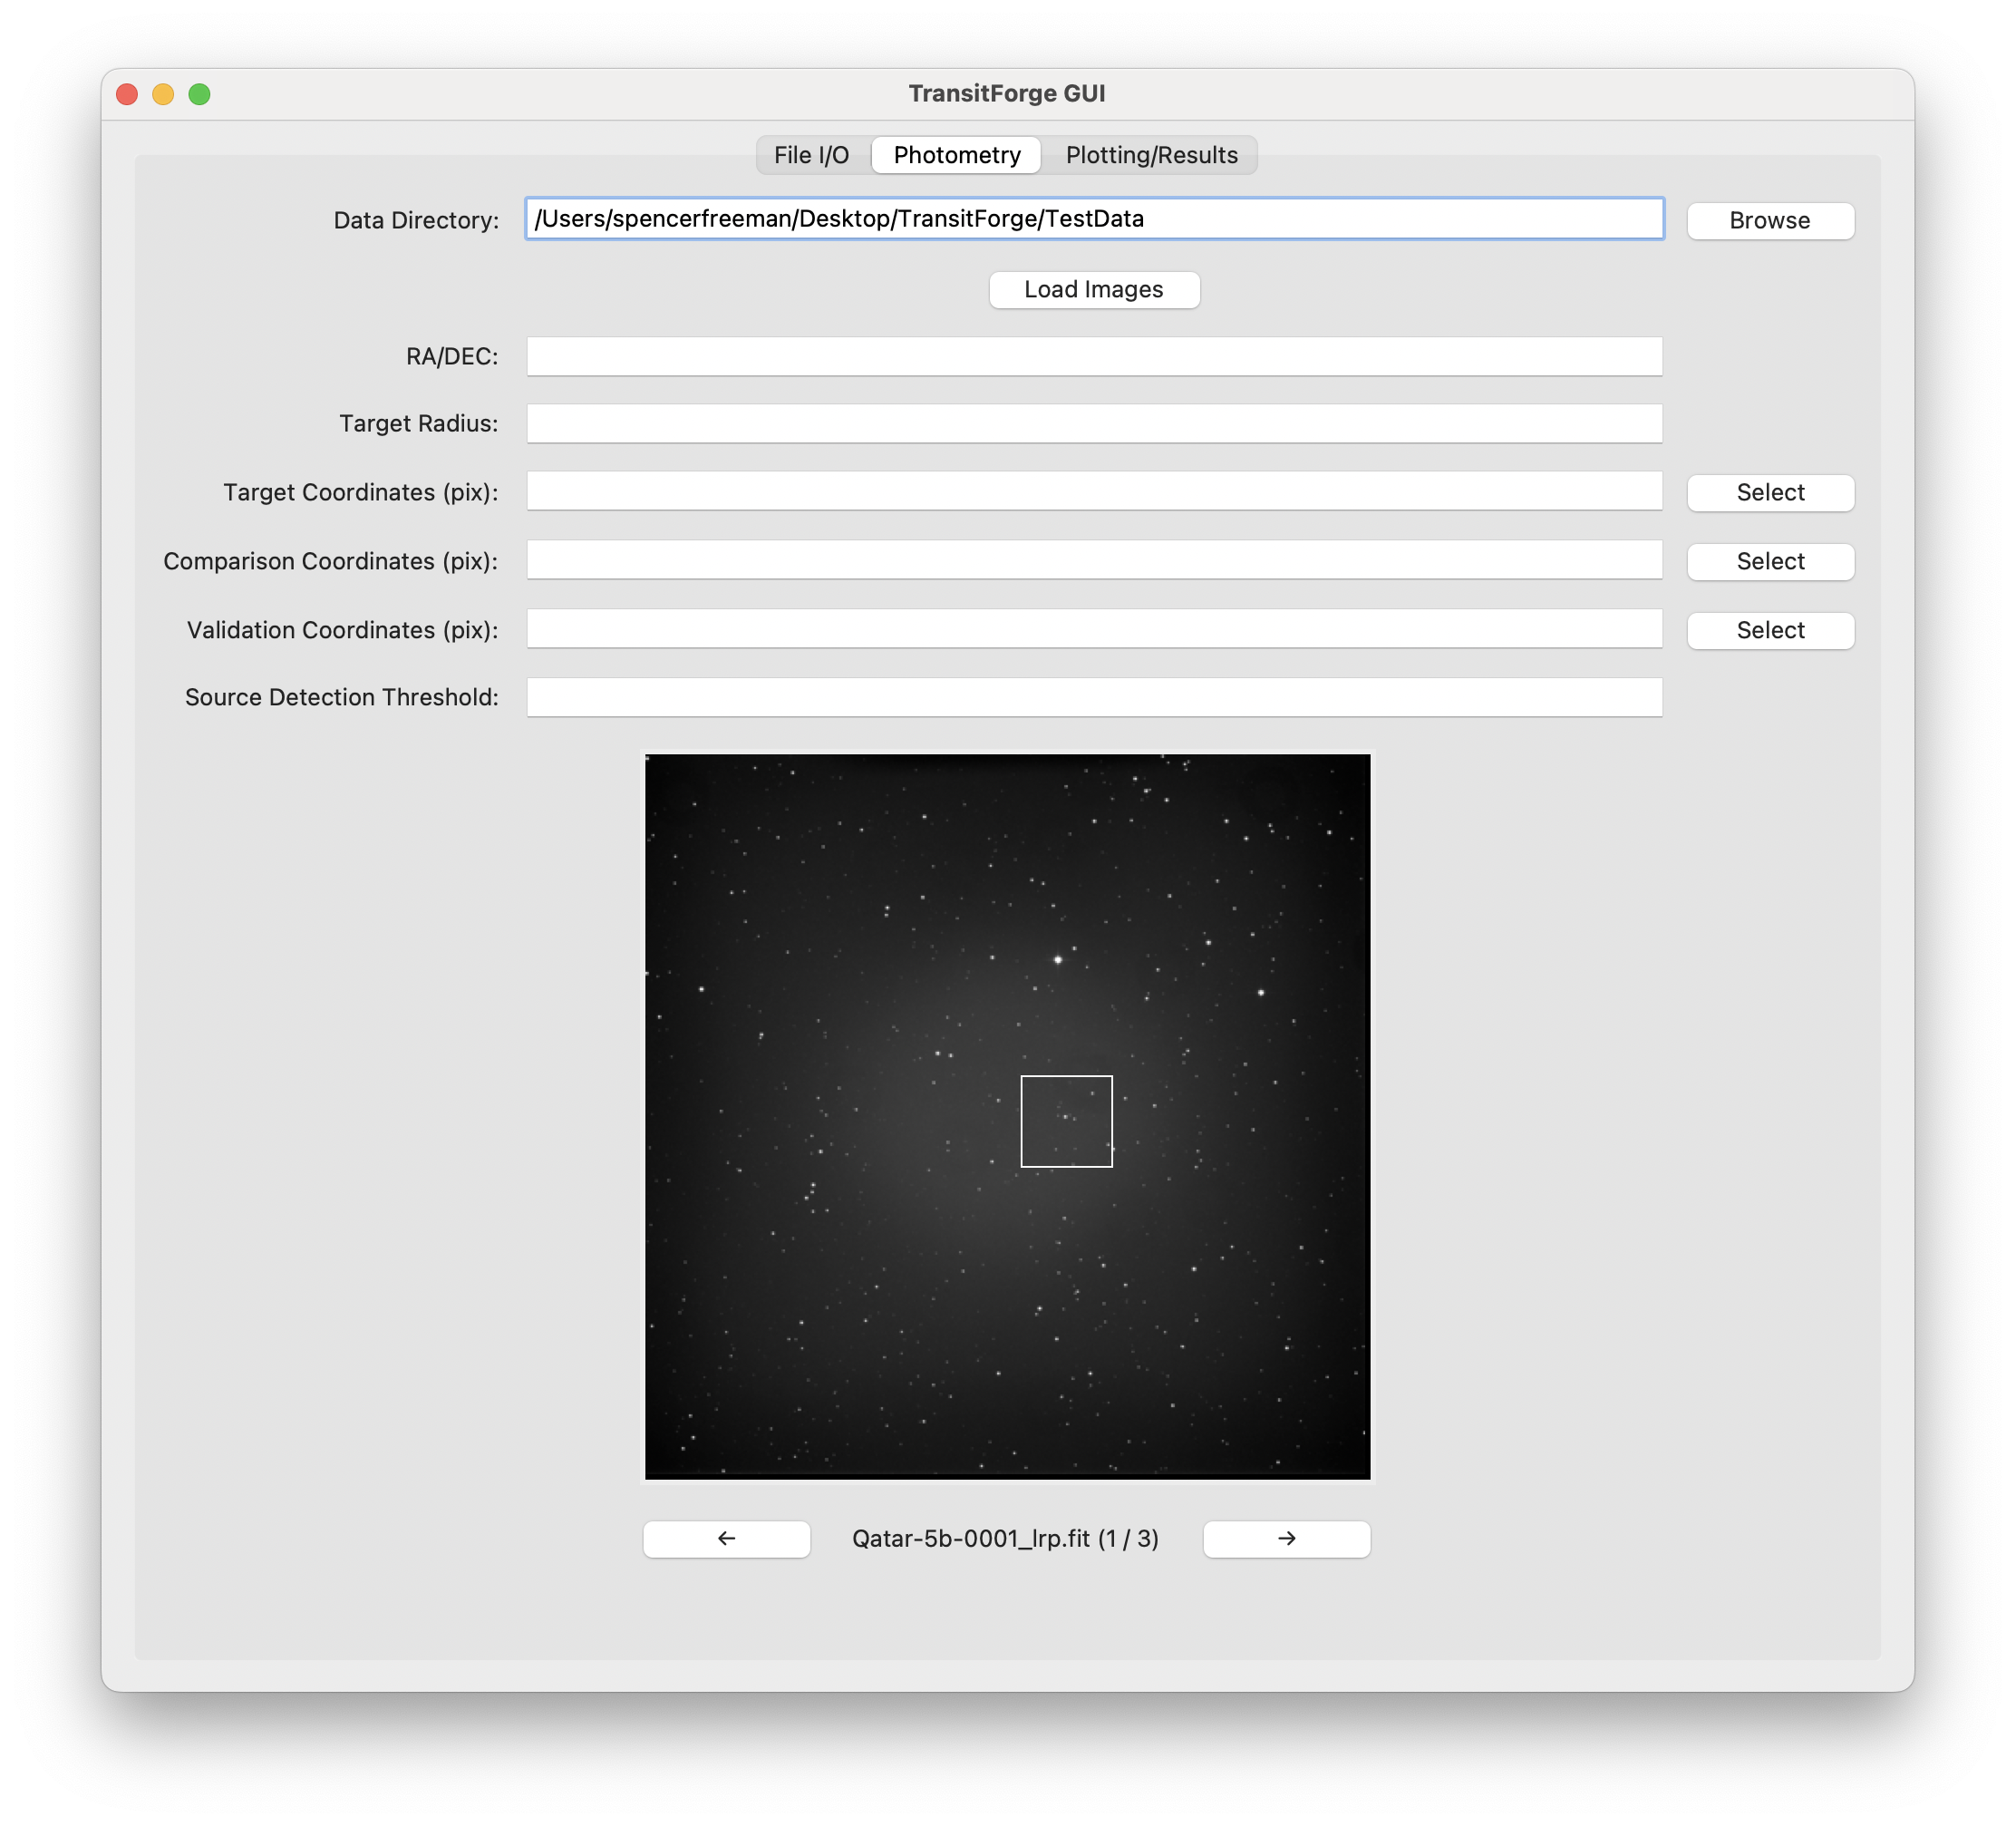 TransitForge GUI
File I/O Photometry Plotting/Results
Data Directory: /Users/spencerfreeman/Desktop/TransitForge/TestData Browse
Load Images
RA/DEC:
Target Radius:
Target Coordinates (pix): Select
Comparison Coordinates (pix): Select
Validation Coordinates (pix): Select
Source Detection Threshold:
← Qatar-5b-0001_lrp.fit (1 / 3) →